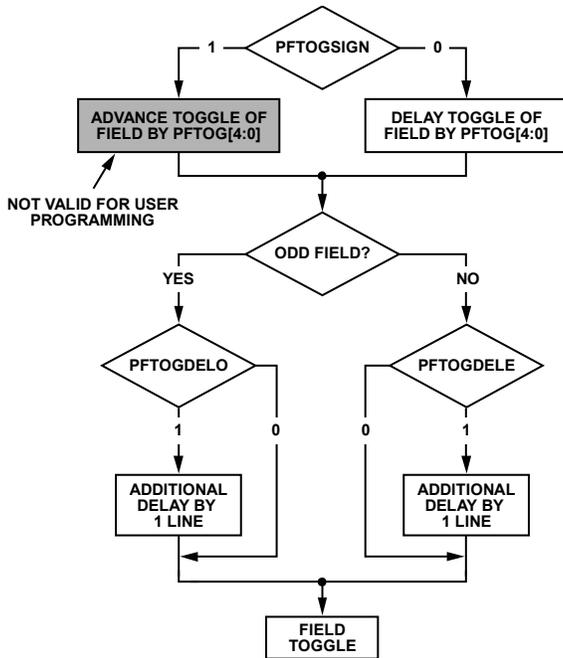 PFTOGSIGN
1
0
ADVANCE TOGGLE OF
FIELD BY PFTOG[4:0]
DELAY TOGGLE OF
FIELD BY PFTOG[4:0]
NOT VALID FOR USER
PROGRAMMING
ODD FIELD?
YES
NO
PFTOGDELO
PFTOGDELE
1
0
0
1
ADDITIONAL
DELAY BY
1 LINE
ADDITIONAL
DELAY BY
1 LINE
FIELD
TOGGLE